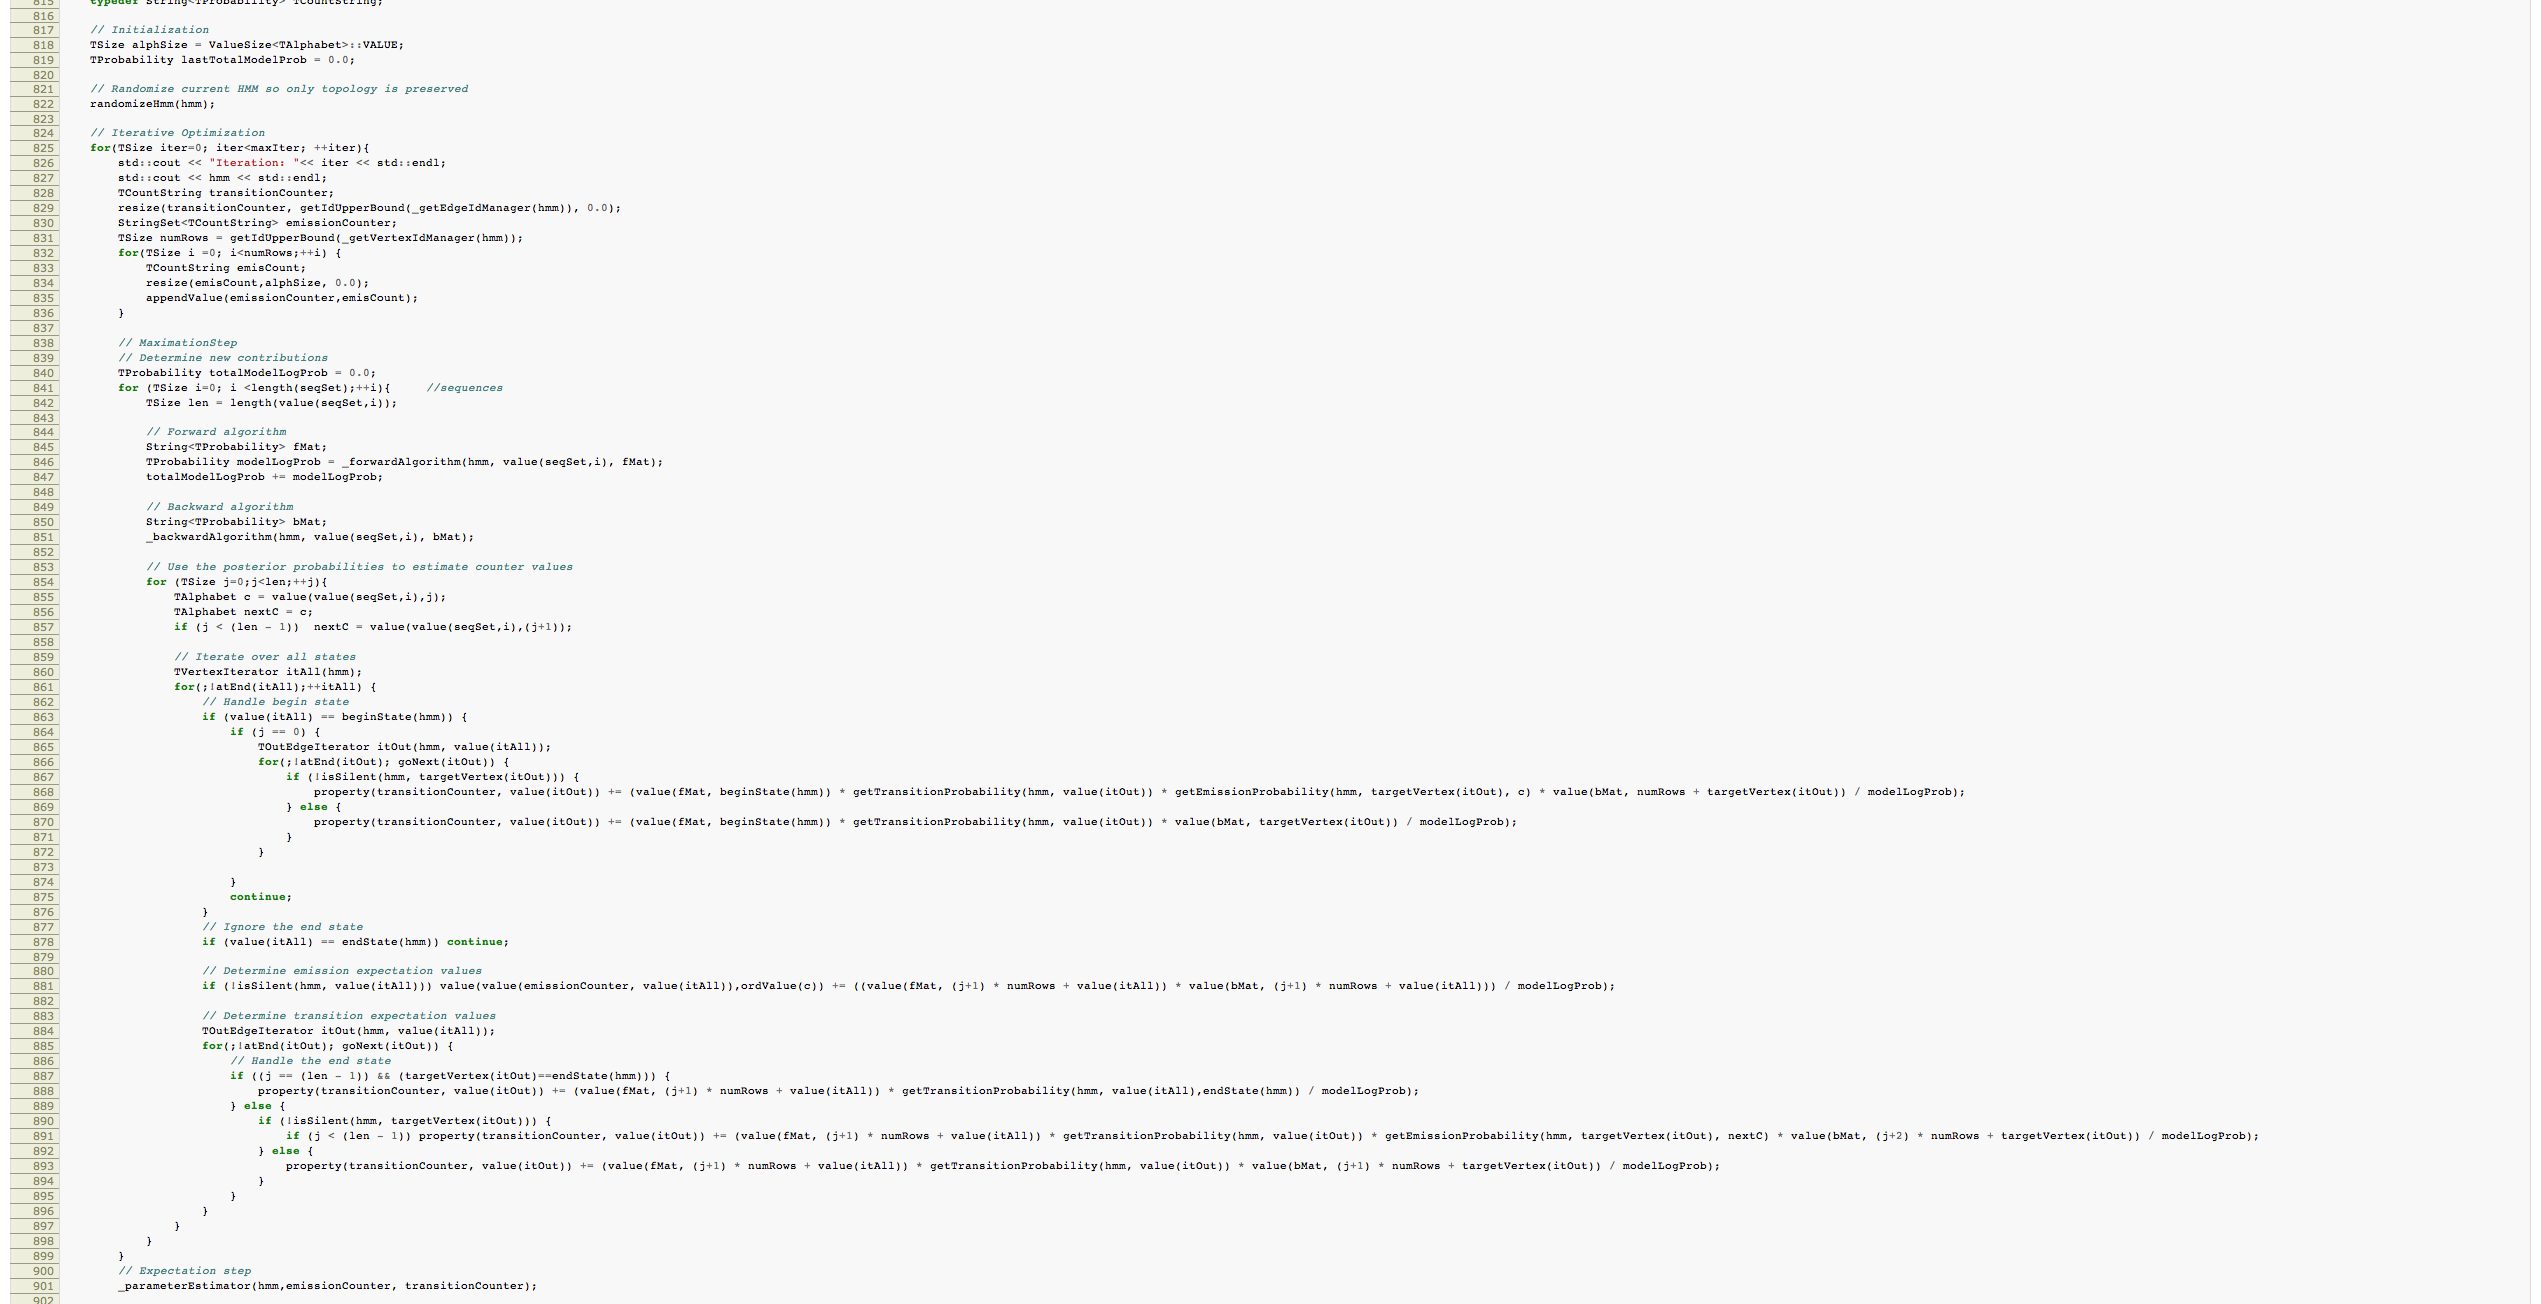 815 typedef String<TProbability> TCountString;
816
817 // Initialization
818 TSize alphSize = ValueSize<TAlphabet>::VALUE;
819 TProbability lastTotalModelProb = 0.0;
820
821 // Randomize current HMM so only topology is preserved
822 randomizeHmm(hmm);
823
824 // Iterative Optimization
825 for(TSize iter=0; iter<maxIter; ++iter){
826 std::cout << "Iteration: "<< iter << std::endl;
827 std::cout << hmm << std::endl;
828 TCountString transitionCounter;
829 resize(transitionCounter, getIdUpperBound(_getEdgeIdManager(hmm)), 0.0);
830 StringSet<TCountString> emissionCounter;
831 TSize numRows = getIdUpperBound(_getVertexIdManager(hmm));
832 for(TSize i =0; i<numRows;++i) {
833 TCountString emisCount;
834 resize(emisCount,alphSize, 0.0);
835 appendValue(emissionCounter,emisCount);
836 }
837
838 // MaximationStep
839 // Determine new contributions
840 TProbability totalModelLogProb = 0.0;
841 for (TSize i=0; i <length(seqSet);++i){ //sequences
842 TSize len = length(value(seqSet,i));
843
844 // Forward algorithm
845 String<TProbability> fMat;
846 TProbability modelLogProb = _forwardAlgorithm(hmm, value(seqSet,i), fMat);
847 totalModelLogProb += modelLogProb;
848
849 // Backward algorithm
850 String<TProbability> bMat;
851 _backwardAlgorithm(hmm, value(seqSet,i), bMat);
852
853 // Use the posterior probabilities to estimate counter values
854 for (TSize j=0;j<len;++j){
855 TAlphabet c = value(value(seqSet,i),j);
856 TAlphabet nextC = c;
857 if (j < (len - 1))  nextC = value(value(seqSet,i),(j+1));
858
859 // Iterate over all states
860 TVertexIterator itAll(hmm);
861 for(;!atEnd(itAll);++itAll) {
862 // Handle begin state
863 if (value(itAll) == beginState(hmm)) {
864 if (j == 0) {
865 TOutEdgeIterator itOut(hmm, value(itAll));
866 for(;!atEnd(itOut); goNext(itOut)) {
867 if (!isSilent(hmm, targetVertex(itOut))) {
868 property(transitionCounter, value(itOut)) += (value(fMat, beginState(hmm)) * getTransitionProbability(hmm, value(itOut)) * getEmissionProbability(hmm, targetVertex(itOut), c) * value(bMat, numRows + targetVertex(itOut)) / modelLogProb);
869 } else {
870 property(transitionCounter, value(itOut)) += (value(fMat, beginState(hmm)) * getTransitionProbability(hmm, value(itOut)) * value(bMat, targetVertex(itOut)) / modelLogProb);
871 }
872 }
873
874 }
875 continue;
876 }
877 // Ignore the end state
878 if (value(itAll) == endState(hmm)) continue;
879
880 // Determine emission expectation values
881 if (!isSilent(hmm, value(itAll))) value(value(emissionCounter, value(itAll)),ordValue(c)) += ((value(fMat, (j+1) * numRows + value(itAll)) * value(bMat, (j+1) * numRows + value(itAll))) / modelLogProb);
882
883 // Determine transition expectation values
884 TOutEdgeIterator itOut(hmm, value(itAll));
885 for(;!atEnd(itOut); goNext(itOut)) {
886 // Handle the end state
887 if ((j == (len - 1)) && (targetVertex(itOut)==endState(hmm))) {
888 property(transitionCounter, value(itOut)) += (value(fMat, (j+1) * numRows + value(itAll)) * getTransitionProbability(hmm, value(itAll),endState(hmm)) / modelLogProb);
889 } else {
890 if (!isSilent(hmm, targetVertex(itOut))) {
891 if (j < (len - 1)) property(transitionCounter, value(itOut)) += (value(fMat, (j+1) * numRows + value(itAll)) * getTransitionProbability(hmm, value(itOut)) * getEmissionProbability(hmm, targetVertex(itOut), nextC) * value(bMat, (j+2) * numRows + targetVertex(itOut)) / modelLogProb);
892 } else {
893 property(transitionCounter, value(itOut)) += (value(fMat, (j+1) * numRows + value(itAll)) * getTransitionProbability(hmm, value(itOut)) * value(bMat, (j+1) * numRows + targetVertex(itOut)) / modelLogProb);
894 }
895 }
896 }
897 }
898 }
899 }
900 // Expectation step
901 _parameterEstimator(hmm,emissionCounter, transitionCounter);
902